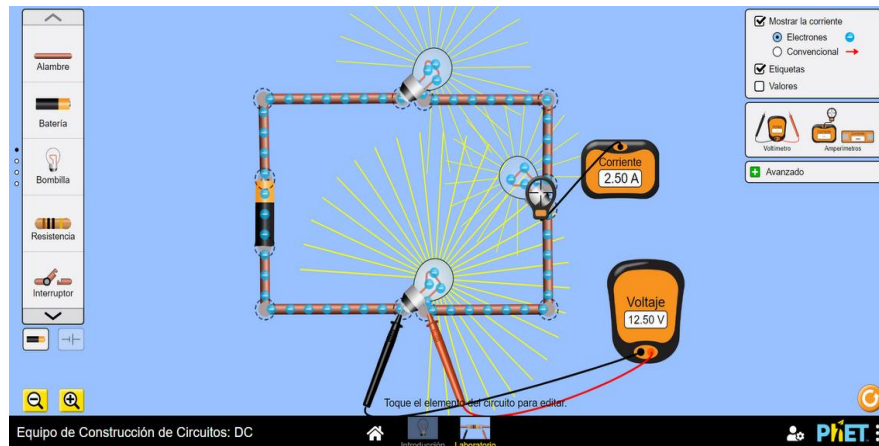 Alambre
Batería
Bombilla
Resistencia
Interruptor
Mostrar la corriente
Electrones
Convencional
Etiquetas
Valores
Voltímetro
Amperímetros
Avanzado
Corriente
2.50 A
Voltaje
12.50 V
Toque el elemento del circuito para editar.
Equipo de Construcción de Circuitos: DC
Introducción
Laboratorio
PhET